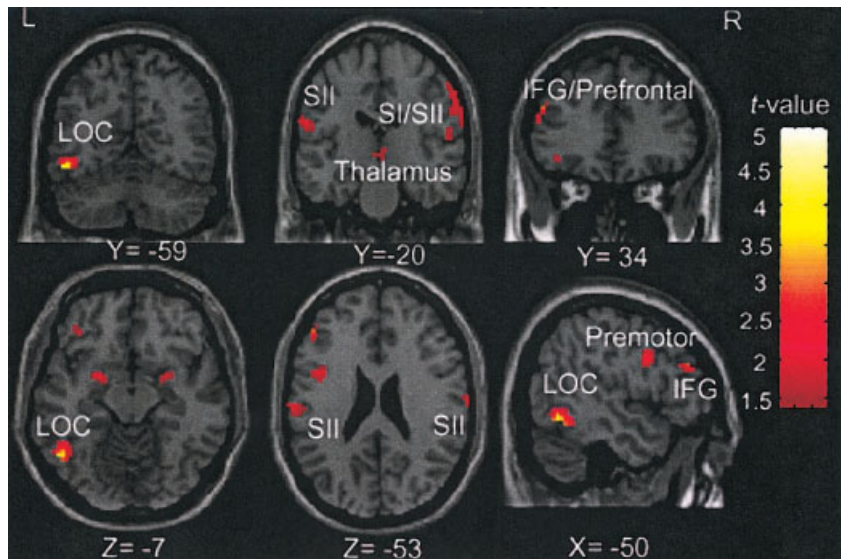 L
R
LOC
SII
SI/SII
Thalamus
IFG/Prefrontal
t-value
5
4.5
4
3.5
3
2.5
2
1.5
Y= -59
Y=-20
Y= 34
LOC
SII
SII
Premotor
LOC
IFG
Z= -7
Z= -53
X= -50